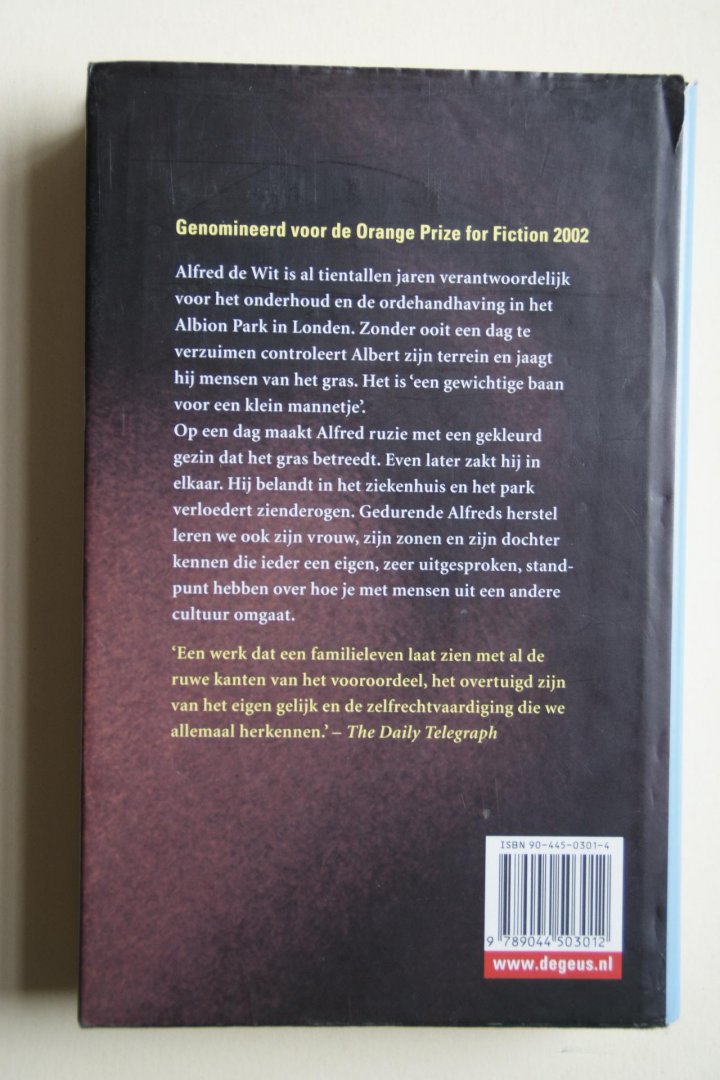 Genomineerd voor de Orange Prize for Fiction 2002
Alfred de Wit is al tientallen jaren verantwoordelijk
voor het onderhoud en de ordehandhaving in het
Albion Park in Londen. Zonder ooit een dag te
verzuimen controleert Albert zijn terrein en jaagt
hij mensen van het gras. Het is ‘een gewichtige baan
voor een klein mannetje’.
Op een dag maakt Alfred ruzie met een gekleurd
gezin dat het gras betreedt. Even later zakt hij in
elkaar. Hij belandt in het ziekenhuis en het park
verloedert zienderogen. Gedurende Alfreds herstel
leren we ook zijn vrouw, zijn zonen en zijn dochter
kennen die ieder een eigen, zeer uitgesproken, stand-
punt hebben over hoe je met mensen uit een andere
cultuur omgaat.
‘Een werk dat een familieleven laat zien met al de
ruwe kanten van het vooroordeel, het overtuigd zijn
van het eigen gelijk en de zelfrechtvaardiging die we
allemaal herkennen.’ – The Daily Telegraph
ISBN 90-445-0301-4
9 789044 503012
www.degeus.nl